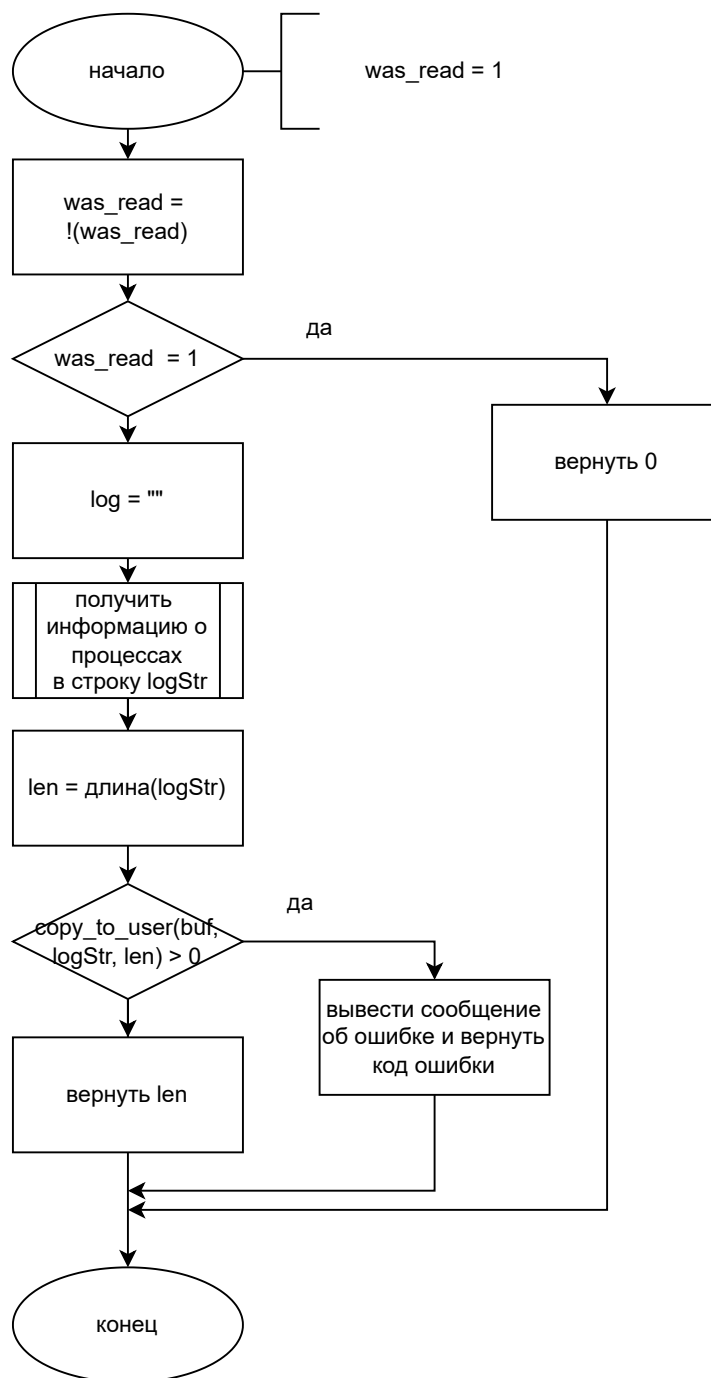 начало
was_read = 1
was_read =
!(was_read)
was_read = 1
да
log = ""
вернуть 0
получить
информацию о
процессах
в строку logStr
len = длина(logStr)
copy_to_user(buf,
logStr, len) > 0
да
вывести сообщение
об ошибке и вернуть
код ошибки
вернуть len
конец